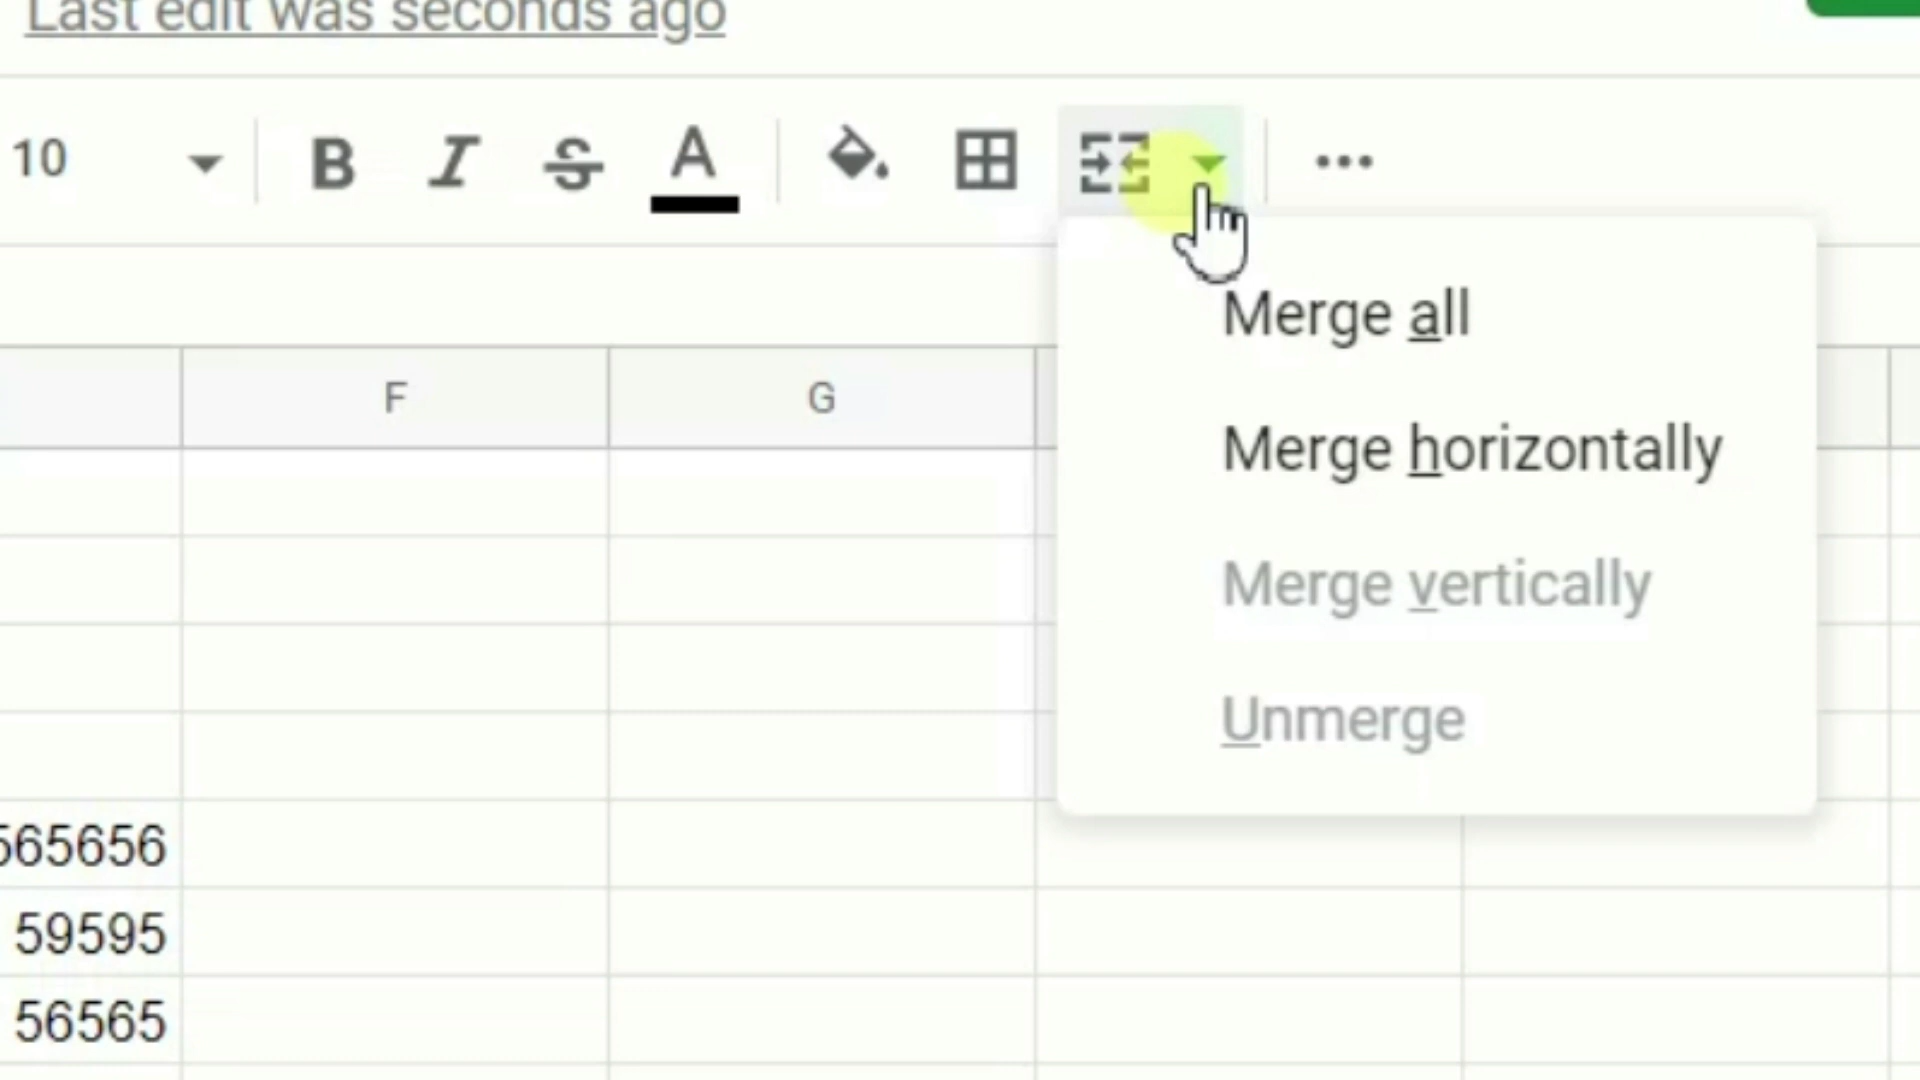 Last edit was seconds ago
10
B I S A
Merge all
F G
Merge horizontally
Merge vertically
Unmerge
565656
59595
56565